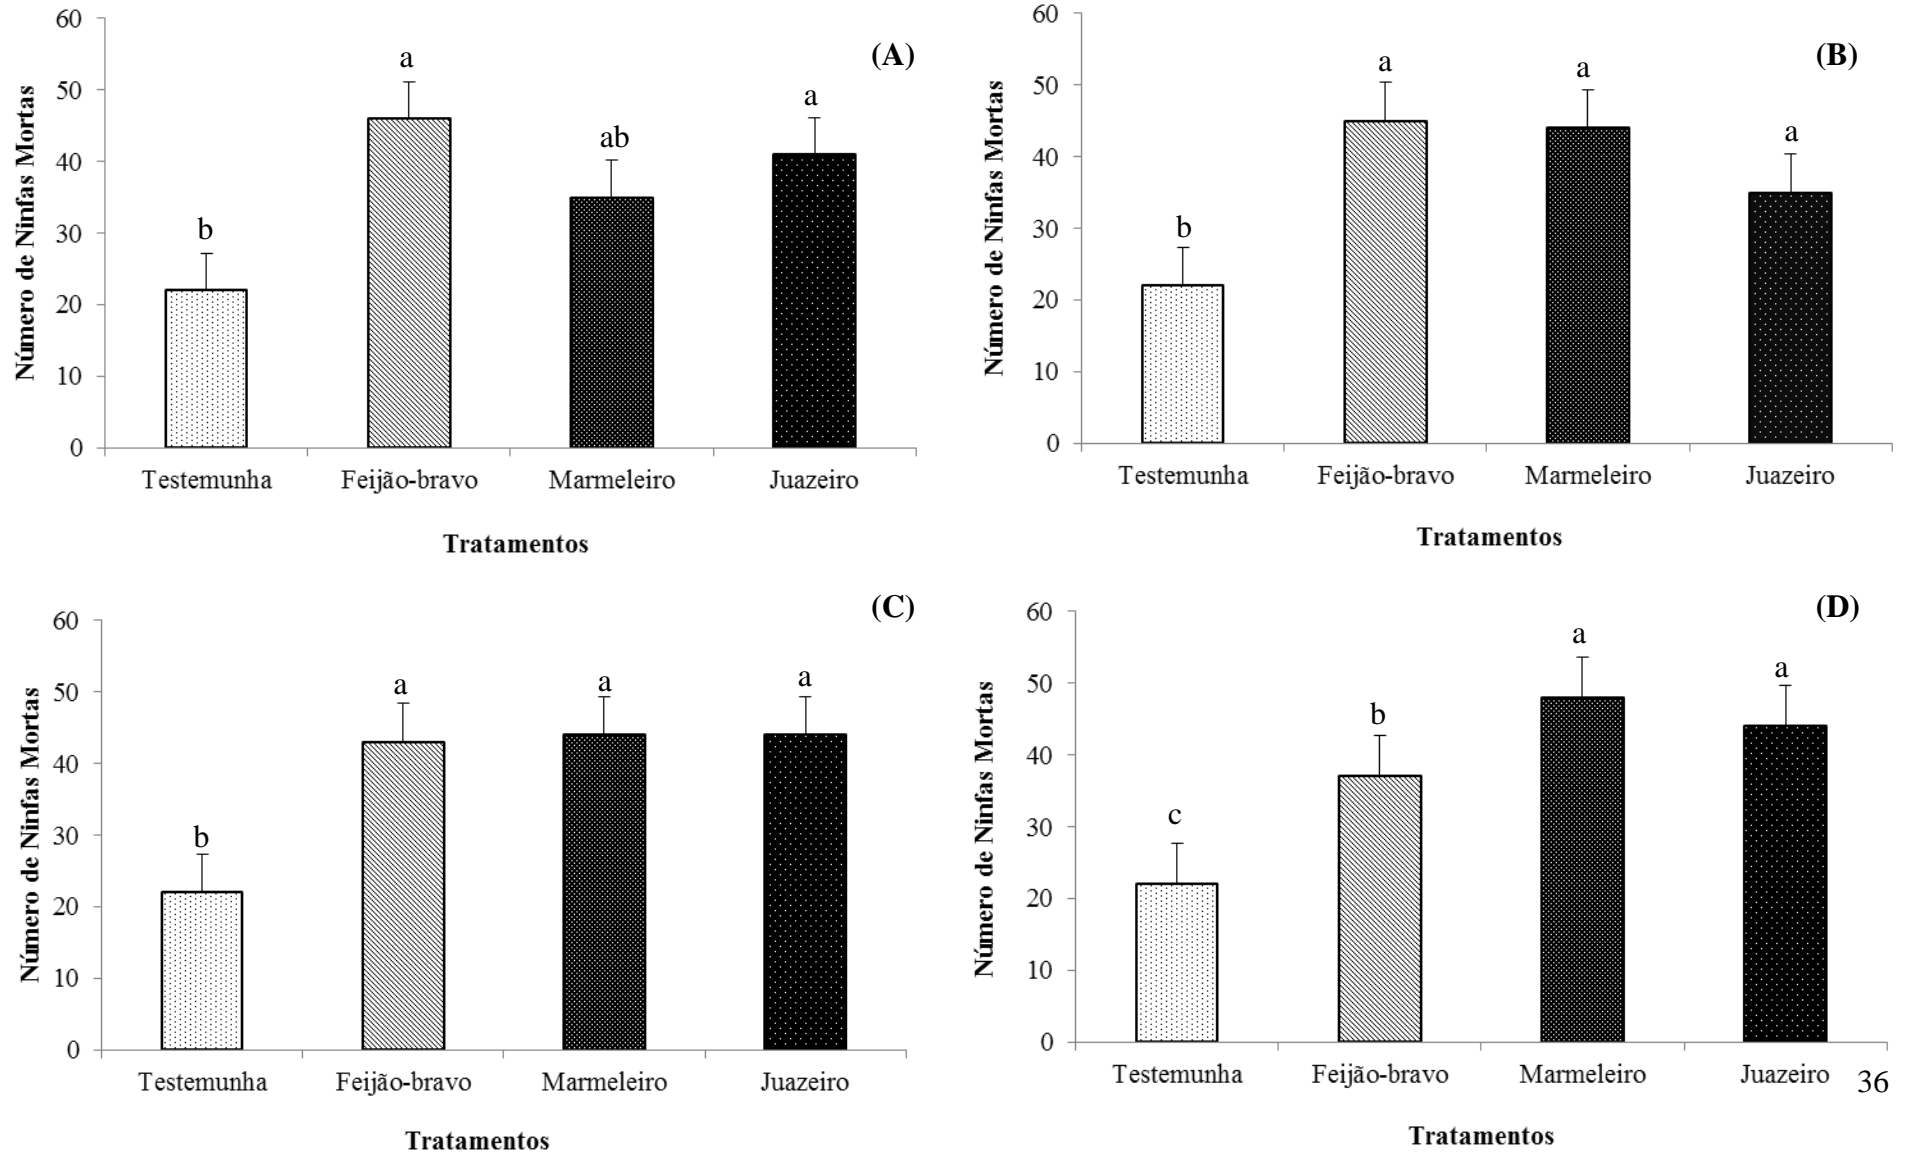 (A)
Número de Ninfas Mortas
60
50
40
30
20
10
0
b
a
ab
a
Testemunha Feijão-bravo Marmeleiro Juazeiro
Tratamentos
(B)
Número de Ninfas Mortas
60
50
40
30
20
10
0
b
a
a
a
Testemunha Feijão-bravo Marmeleiro Juazeiro
Tratamentos
(C)
Número de Ninfas Mortas
60
50
40
30
20
10
0
b
a
a
a
Testemunha Feijão-bravo Marmeleiro Juazeiro
Tratamentos
(D)
Número de Ninfas Mortas
60
50
40
30
20
10
0
c
b
a
a
Testemunha Feijão-bravo Marmeleiro Juazeiro
Tratamentos
36